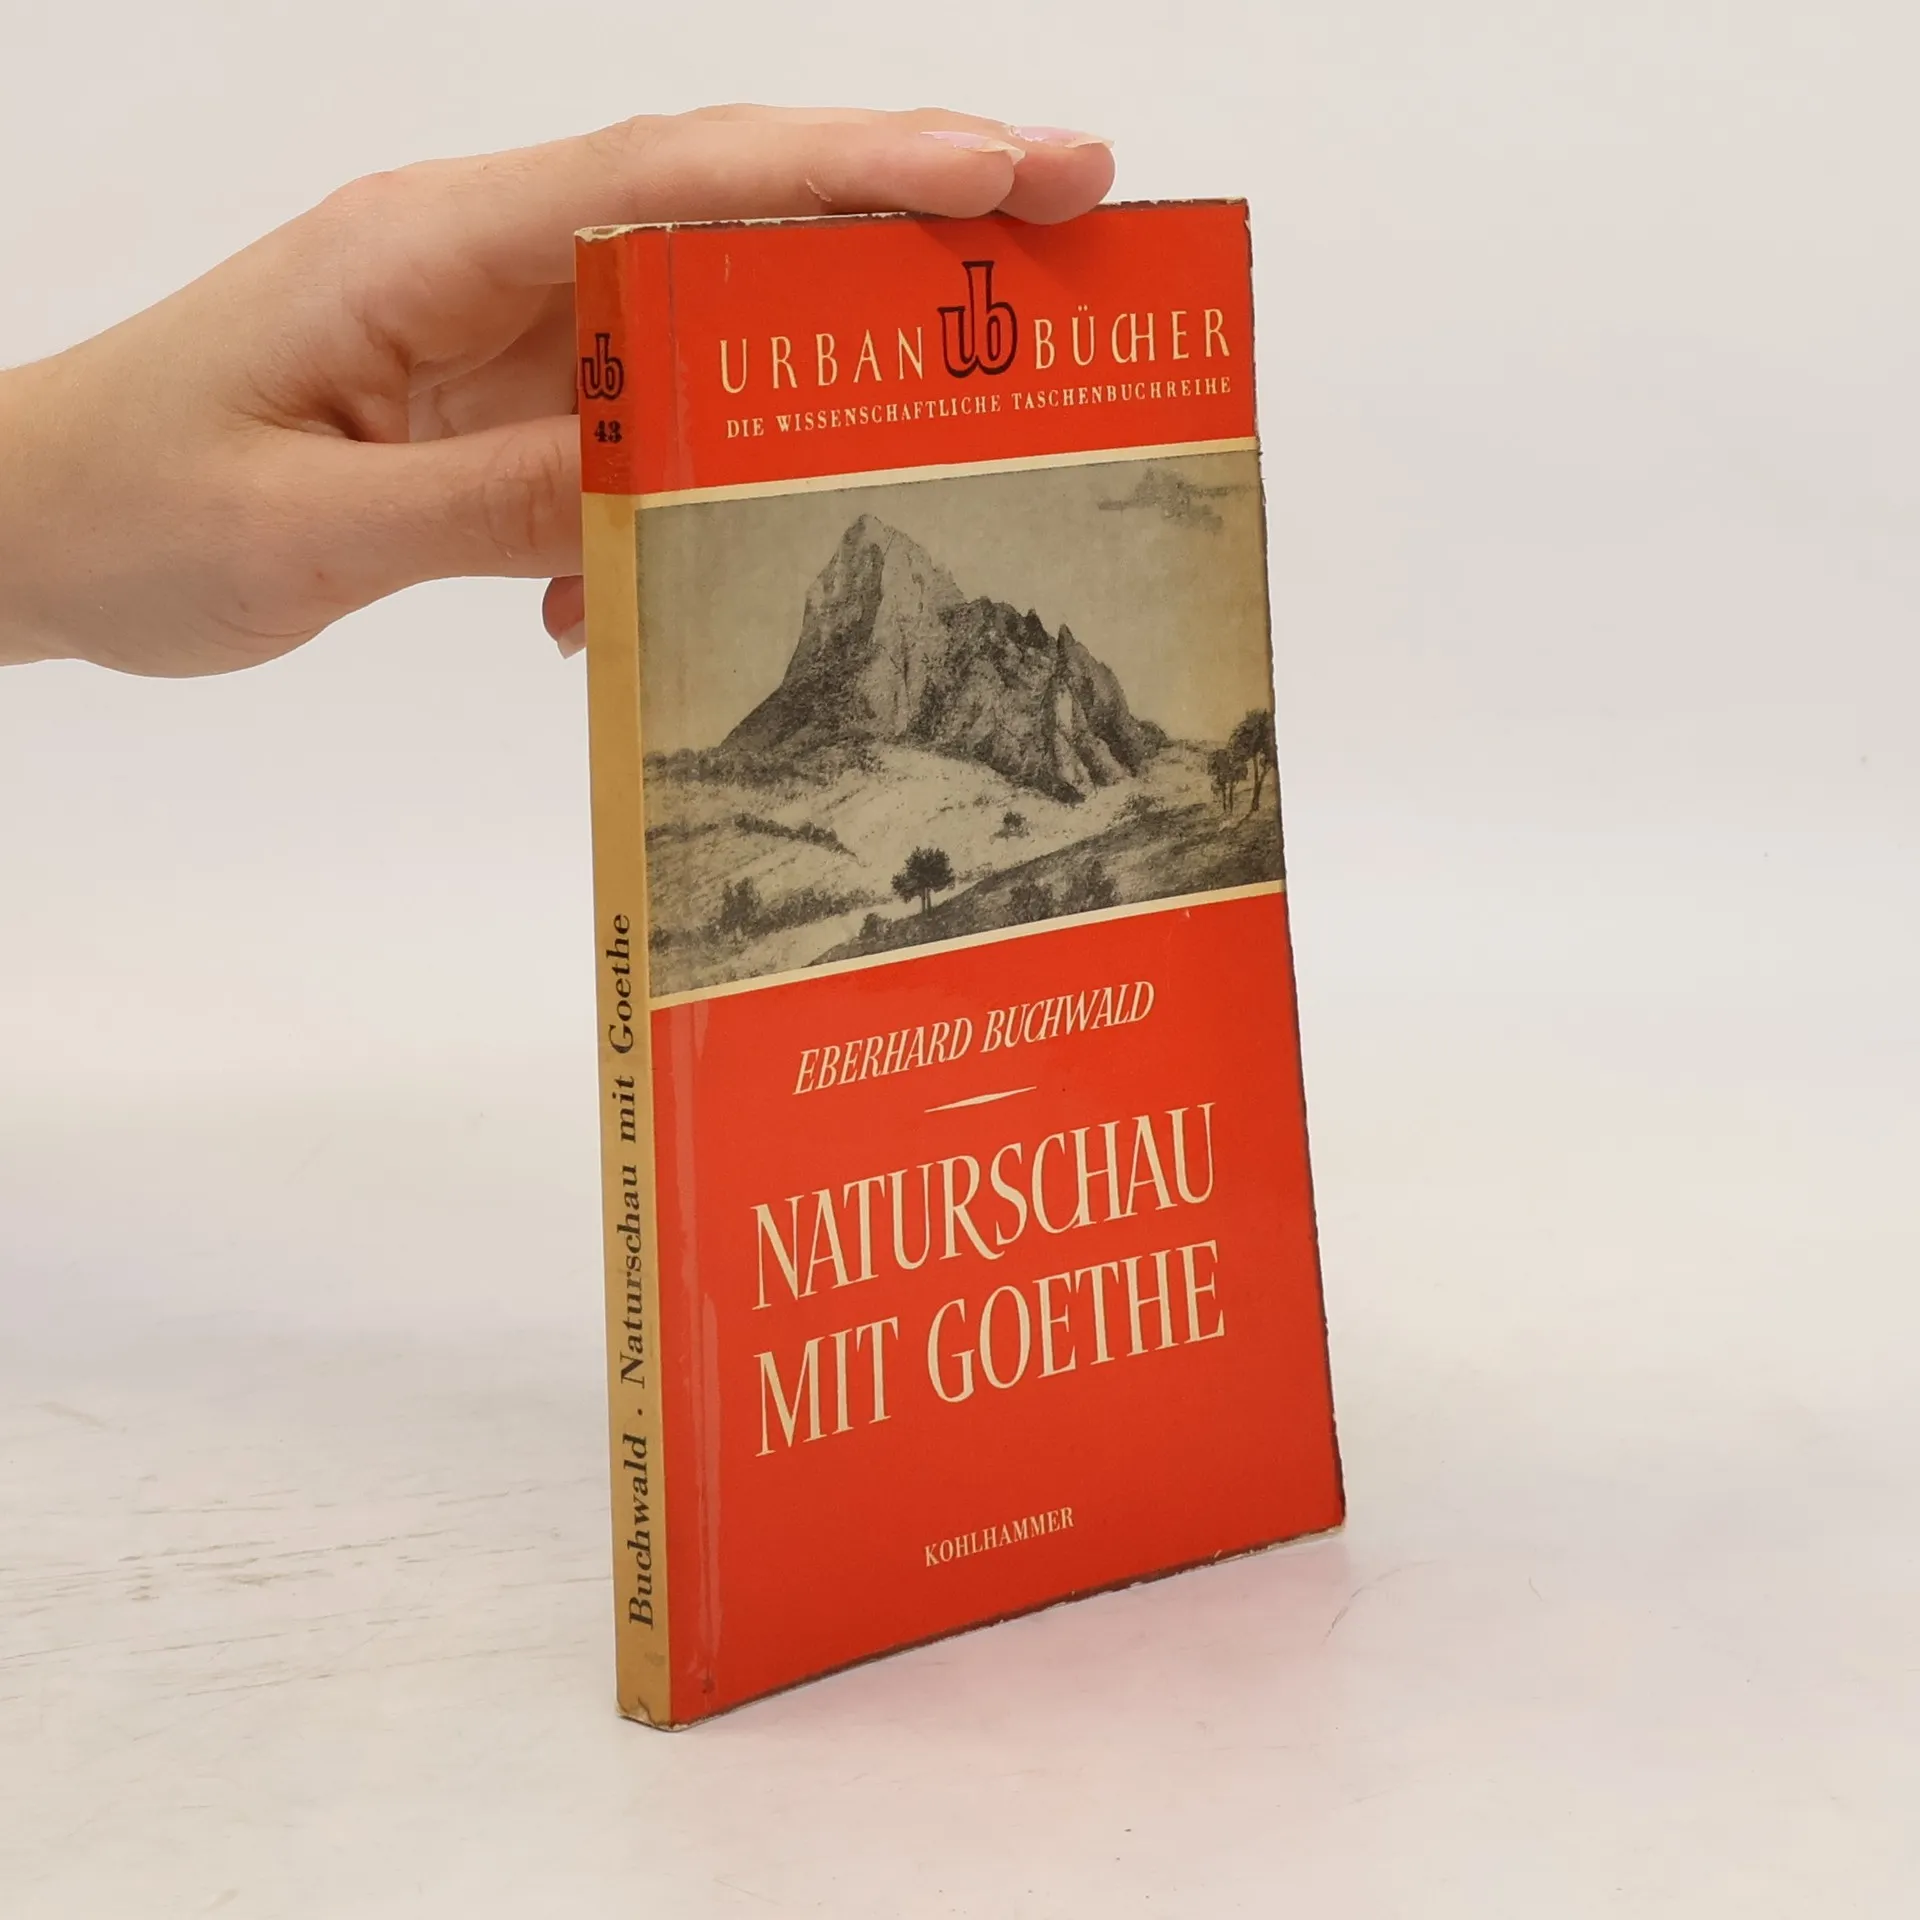 URBAN ub BÜCHER
DIE WISSENSCHAFTLICHE TASCHENBUCHREIHE
EBERHARD BUCHWALD
NATURSCHAU
MIT GOETHE
KOHLHAMMER
ub
43
Buchwald · Naturschau mit Goethe